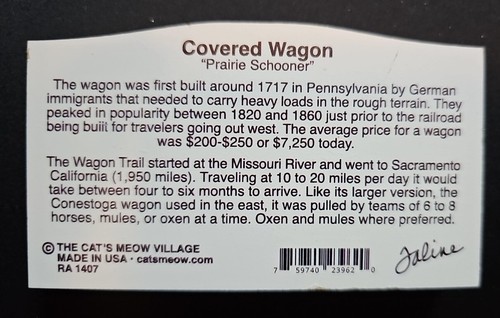 Covered Wagon
"Prairie Schooner"
The wagon was first built around 1717 in Pennsylvania by German
immigrants that needed to carry heavy loads in the rough terrain. They
peaked in popularity between 1820 and 1860 just prior to the railroad
being built for travelers going out west. The average price for a wagon
was $200-$250 or $7,250 today.
The Wagon Trail started at the Missouri River and went to Sacramento
California (1,950 miles). Traveling at 10 to 20 miles per day it would
take between four to six months to arrive. Like its larger version, the
Conestoga wagon used in the east, it was pulled by teams of 6 to 8
horses, mules, or oxen at a time. Oxen and mules where preferred.
© THE CAT'S MEOW VILLAGE
MADE IN USA · catsmeow.com
RA 1407
7 59740 23962 0
Jaline